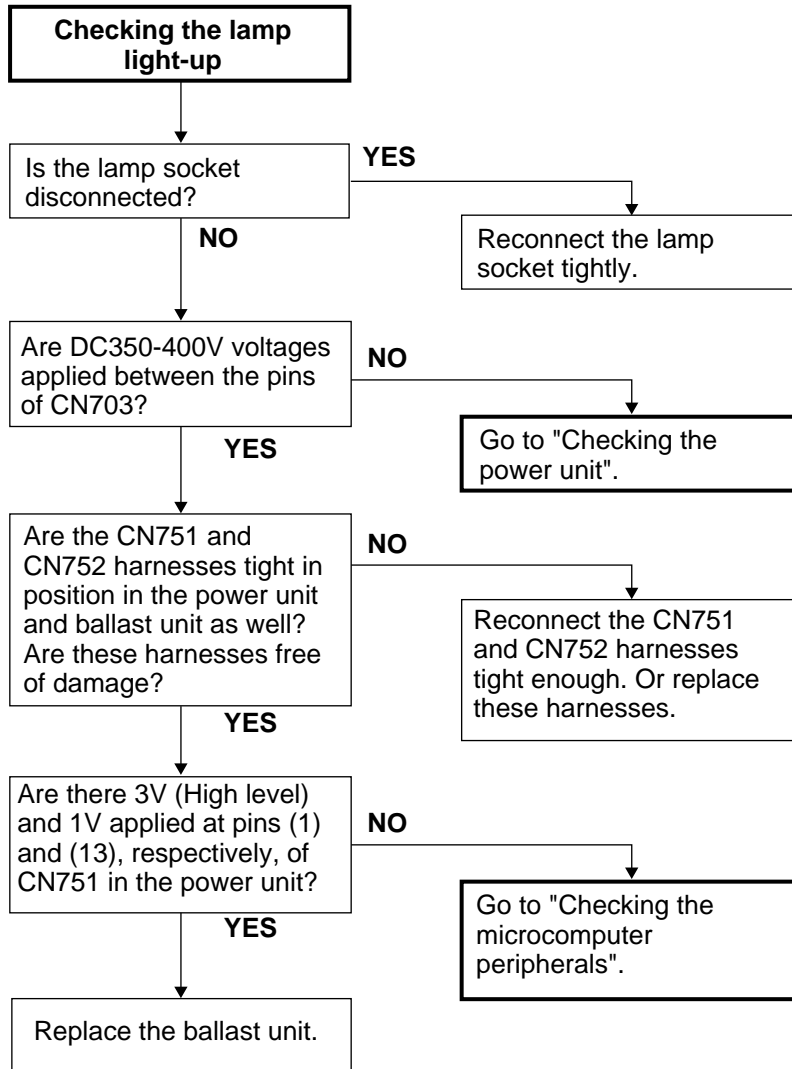 Checking the lamp
light-up
Is the lamp socket
disconnected?
YES
Reconnect the lamp
socket tightly.
NO
Are DC350-400V voltages
applied between the pins
of CN703?
NO
Go to "Checking the
power unit".
YES
Are the CN751 and
CN752 harnesses tight in
position in the power unit
and ballast unit as well?
Are these harnesses free
of damage?
NO
Reconnect the CN751
and CN752 harnesses
tight enough. Or replace
these harnesses.
YES
Are there 3V (High level)
and 1V applied at pins (1)
and (13), respectively, of
CN751 in the power unit?
NO
Go to "Checking the
microcomputer
peripherals".
YES
Replace the ballast unit.